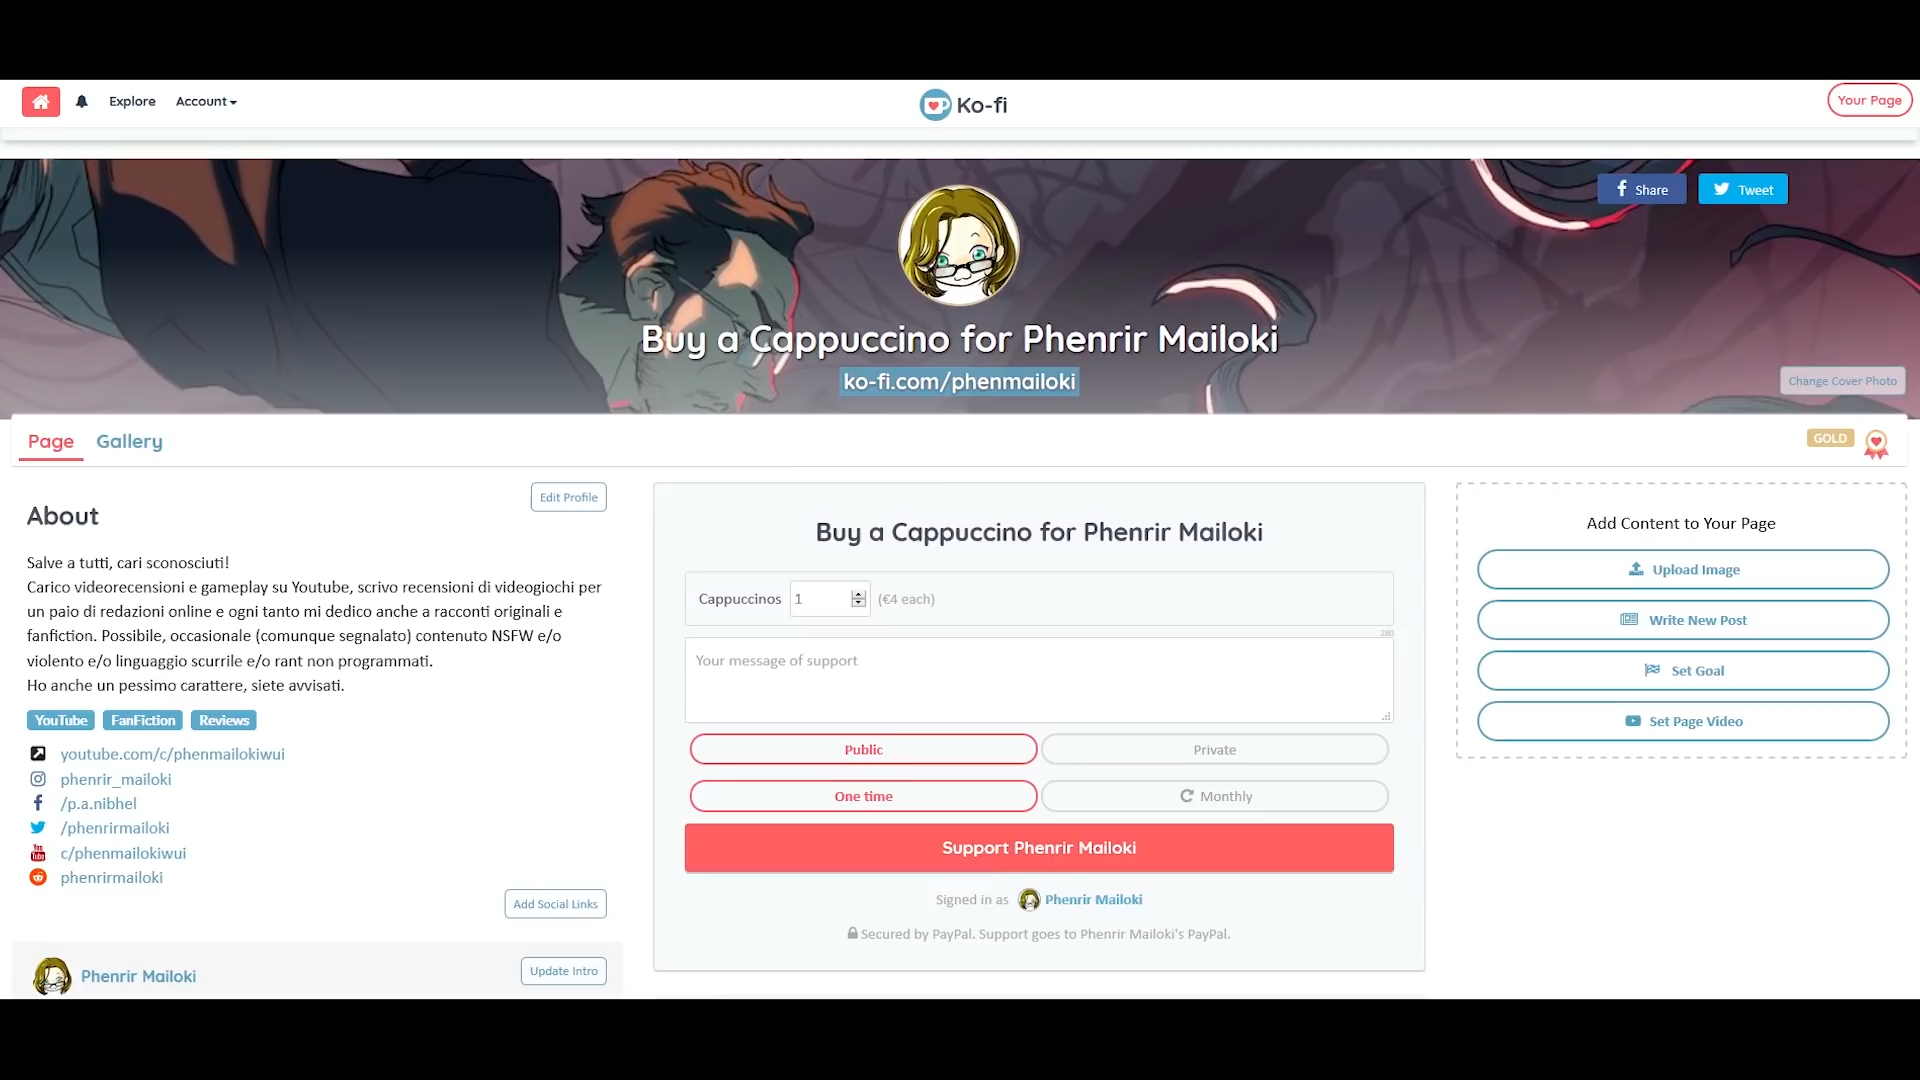 Explore
Account
Ko-fi
Your Page
Share
Tweet
Buy a Cappuccino for Phenrir Mailoki
ko-fi.com/phenmailoki
Change Cover Photo
Page
Gallery
GOLD
About
Edit Profile
Salve a tutti, cari sconosciuti!
Carico videorecensioni e gameplay su Youtube, scrivo recensioni di videogiochi per
un paio di redazioni online e ogni tanto mi dedico anche a racconti originali e
fanfiction. Possibile, occasionale (comunque segnalato) contenuto NSFW e/o
violento e/o linguaggio scurrile e/o rant non programmati.
Ho anche un pessimo carattere, siete avvisati.
YouTube FanFiction Reviews
youtube.com/c/phenmailokiwui
phenrir_mailoki
/p.a.nibhel
/phenrirmailoki
c/phenmailokiwui
phenrirmailoki
Add Social Links
Phenrir Mailoki
Update Intro
Buy a Cappuccino for Phenrir Mailoki
Cappuccinos 1 (€4 each)
280
Your message of support
Public
Private
One time
Monthly
Support Phenrir Mailoki
Signed in as Phenrir Mailoki
Secured by PayPal. Support goes to Phenrir Mailoki's PayPal.
Add Content to Your Page
Upload Image
Write New Post
Set Goal
Set Page Video